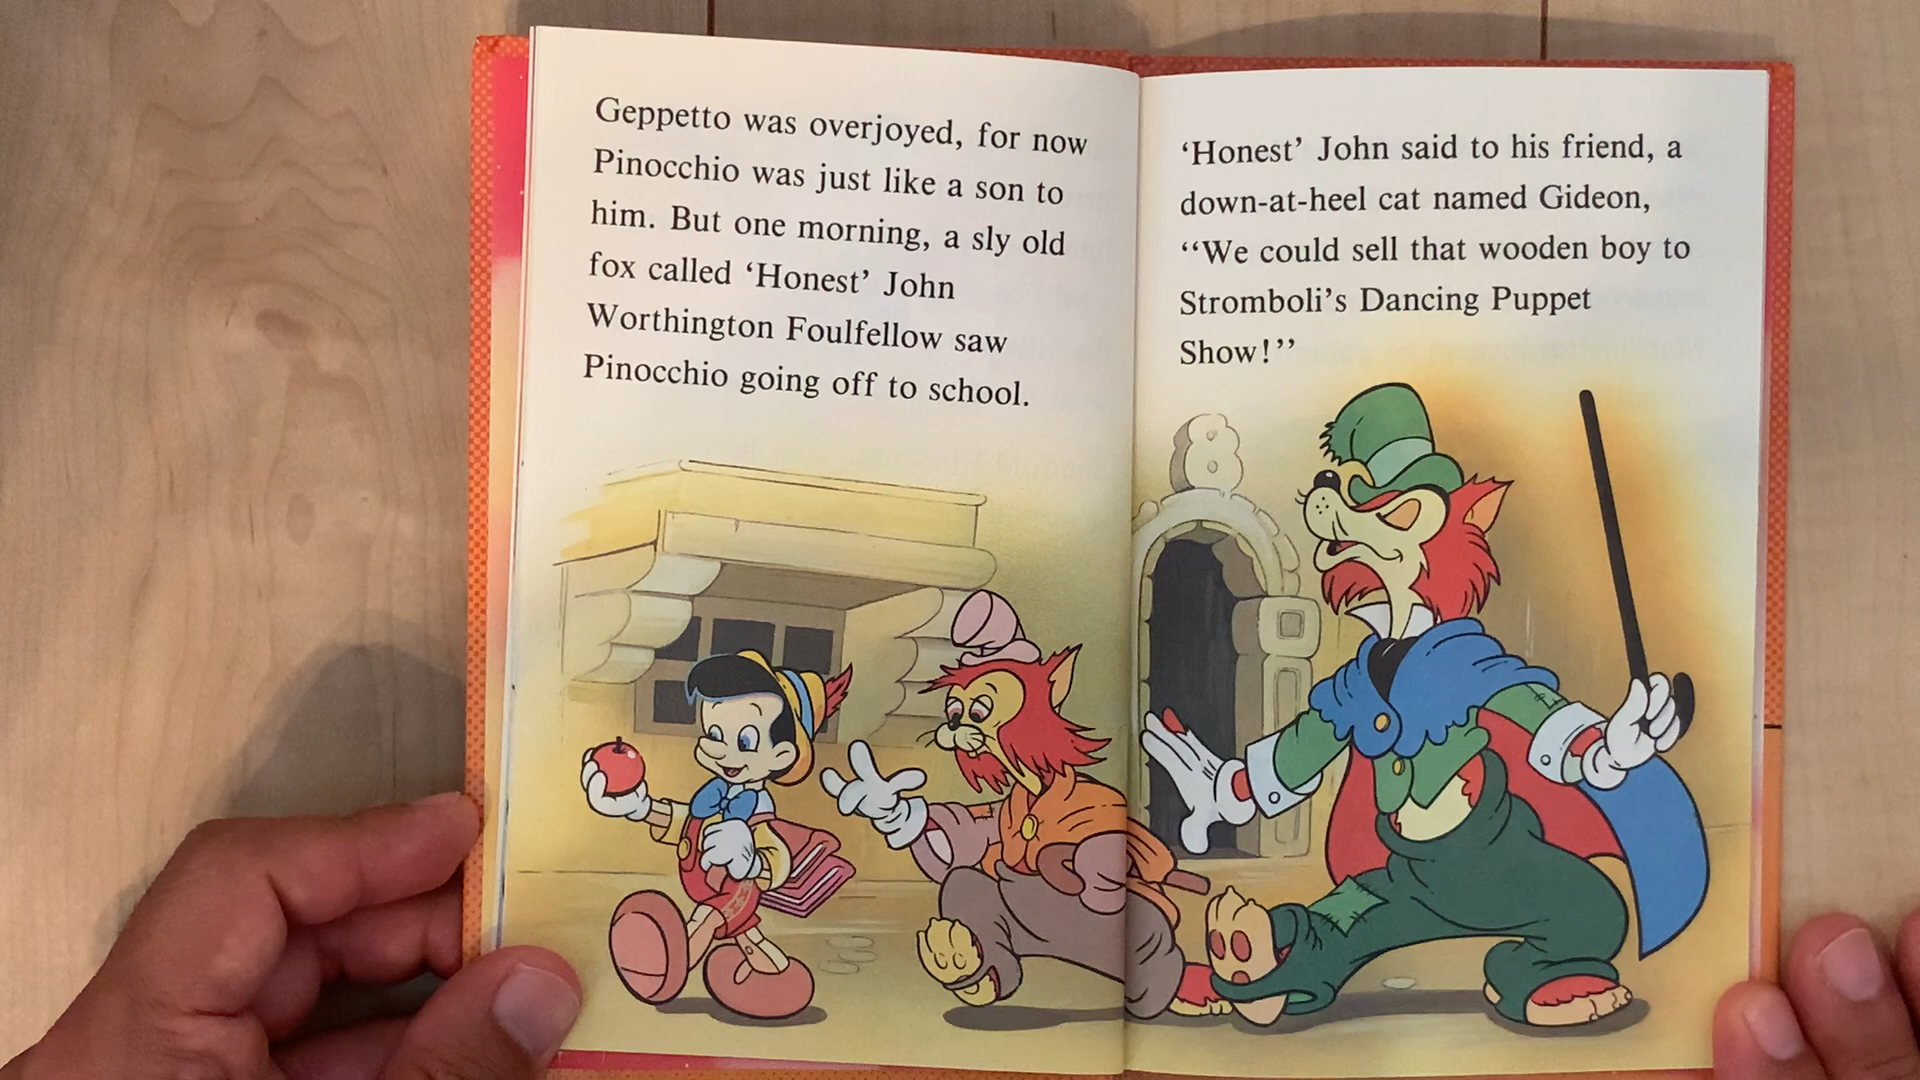 Geppetto was overjoyed, for now
Pinocchio was just like a son to
him. But one morning, a sly old
fox called ‘Honest’ John
Worthington Foulfellow saw
Pinocchio going off to school.
‘Honest’ John said to his friend, a
down-at-heel cat named Gideon,
“We could sell that wooden boy to
Stromboli’s Dancing Puppet
Show!”